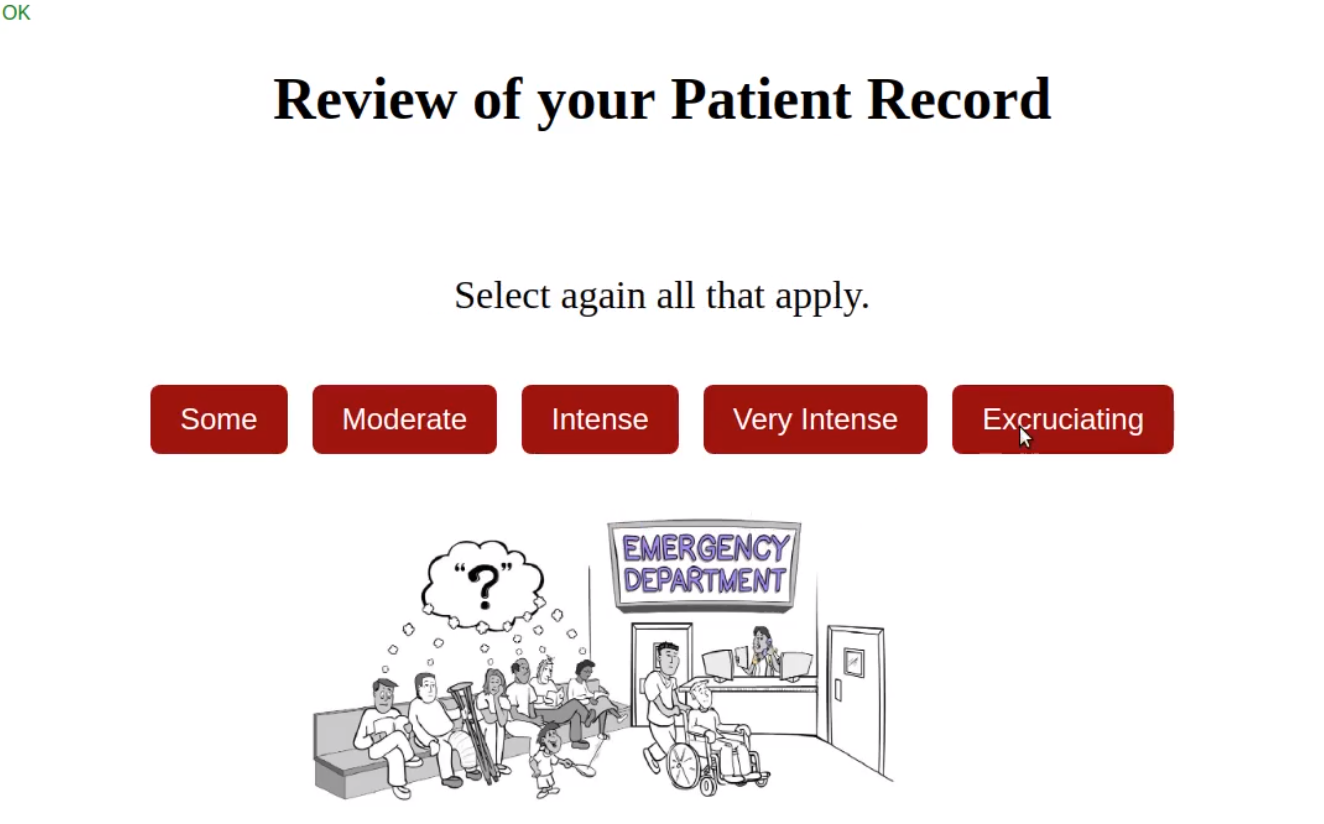 OK
Review of your Patient Record
Select again all that apply.
Some Moderate Intense Very Intense Excruciating
“?”
EMERGENCY
DEPARTMENT